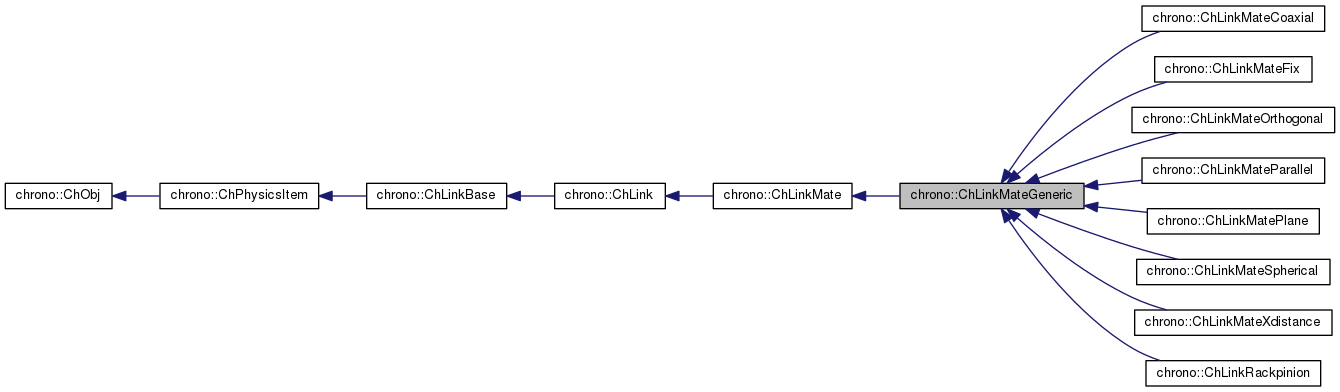 chrono::ChObj
chrono::ChPhysicsItem
chrono::ChLinkBase
chrono::ChLink
chrono::ChLinkMate
chrono::ChLinkMateGeneric
chrono::ChLinkMateCoaxial
chrono::ChLinkMateFix
chrono::ChLinkMateOrthogonal
chrono::ChLinkMateParallel
chrono::ChLinkMatePlane
chrono::ChLinkMateSpherical
chrono::ChLinkMateXdistance
chrono::ChLinkRackpinion